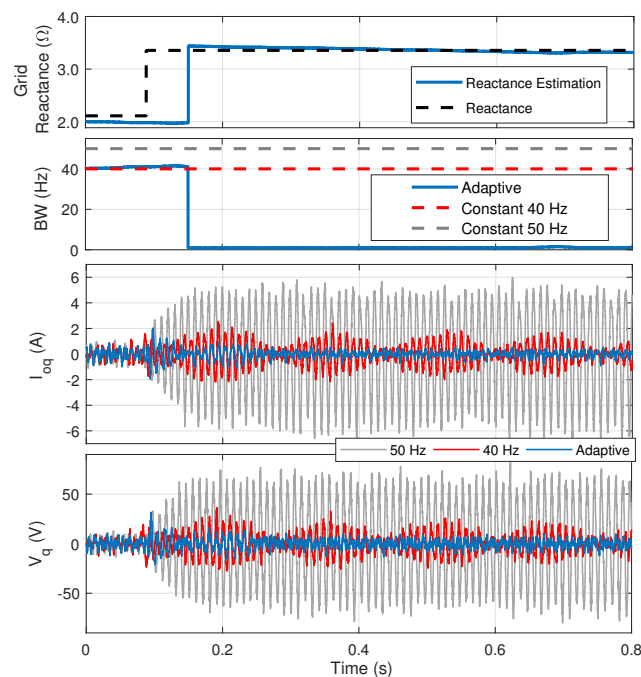 4.0
3.0
2.0
Grid
Reactance (Ω)
Reactance Estimation
Reactance
40
20
0
BW (Hz)
Adaptive
Constant 40 Hz
Constant 50 Hz
6
4
2
0
-2
-4
-6
I_oq (A)
50 Hz 40 Hz Adaptive
50
0
-50
V_q (V)
0 0.2 0.4 0.6 0.8
Time (s)